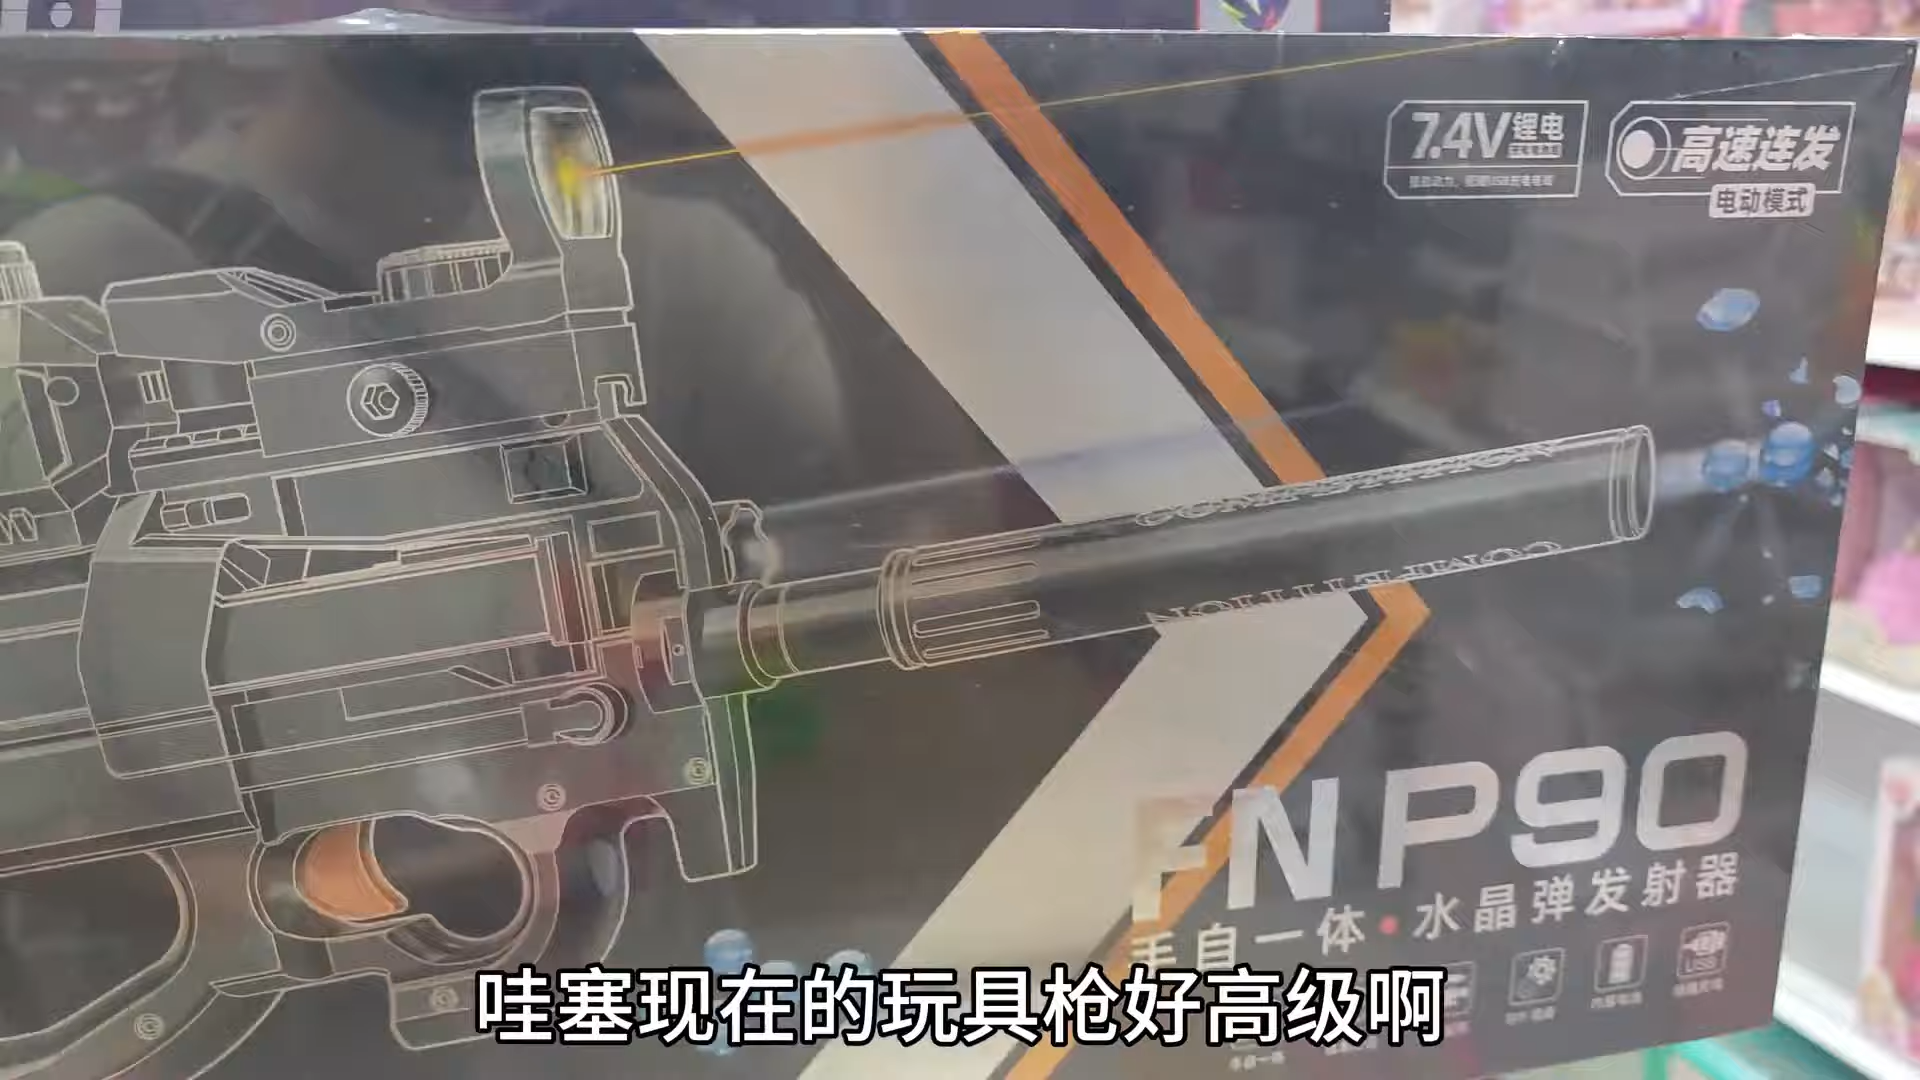 7.4V锂电
高速连发
电动模式
COMPETITION
COMPETITION
FN P90
手自一体·水晶弹发射器
USB
哇塞现在的玩具枪好高级啊